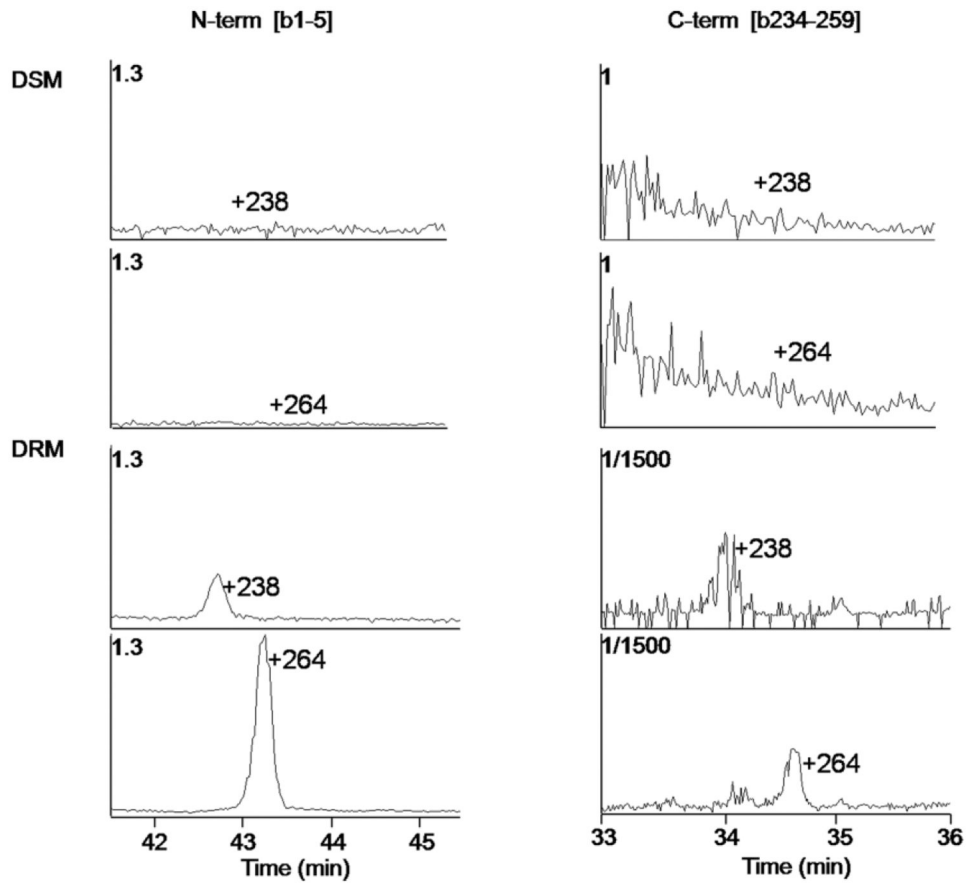 N-term [b1-5]
C-term [b234-259]
DSM
1.3
+238
1
+238
1.3
+264
1
+264
DRM
1.3
+238
1/1500
+238
1.3
+264
1/1500
+264
42 43 44 45
33 34 35 36
Time (min)
Time (min)